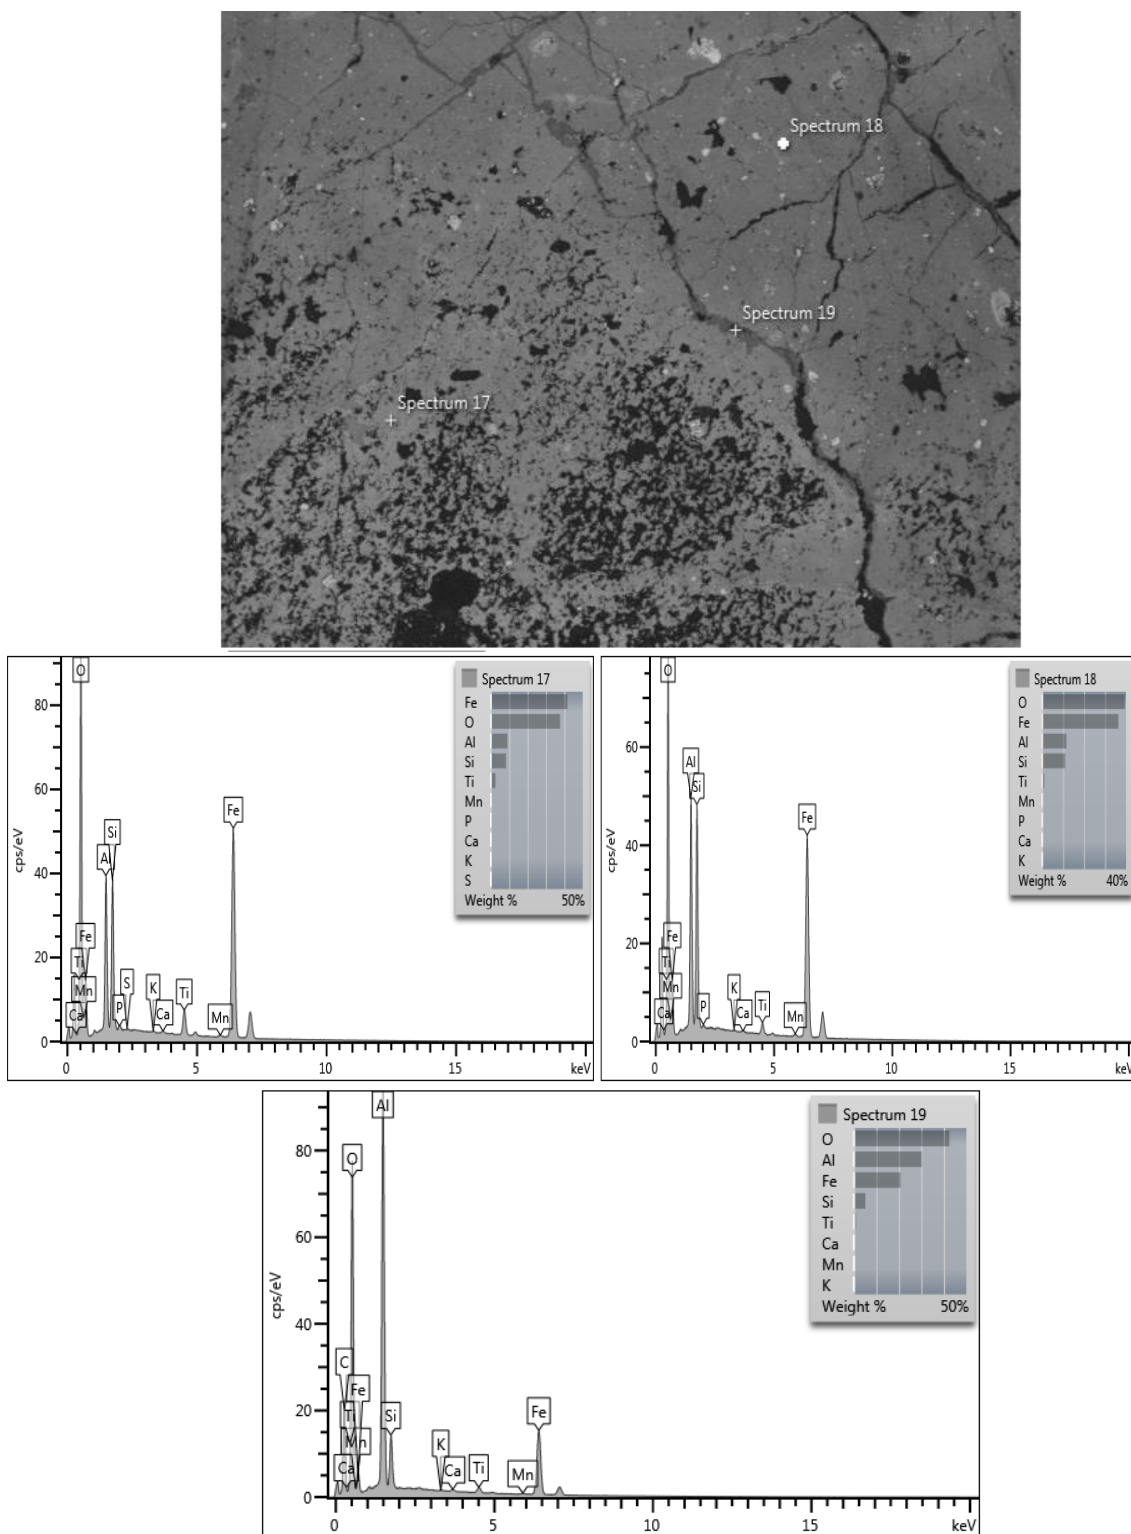 Spectrum 18
Spectrum 19
Spectrum 17
cps/eV
80
60
40
20
0
O
Fe
Ti
Mn
Ca
Al
Si
P
S
K
Ca
Ti
Mn
Fe
0
5
10
15
keV
Spectrum 17
Fe
O
Al
Si
Ti
Mn
P
Ca
K
S
Weight % 50%
cps/eV
60
40
20
0
O
Fe
Ti
Mn
Ca
Al
Si
P
K
Ca
Ti
Mn
Fe
0
5
10
15
keV
Spectrum 18
O
Fe
Al
Si
Ti
Mn
P
Ca
K
Weight % 40%
cps/eV
80
60
40
20
0
Al
O
C
Fe
Mn
Ca
Si
K
Ca
Ti
Mn
Fe
0
5
10
15
keV
Spectrum 19
O
Al
Fe
Si
Ti
Ca
Mn
K
Weight % 50%